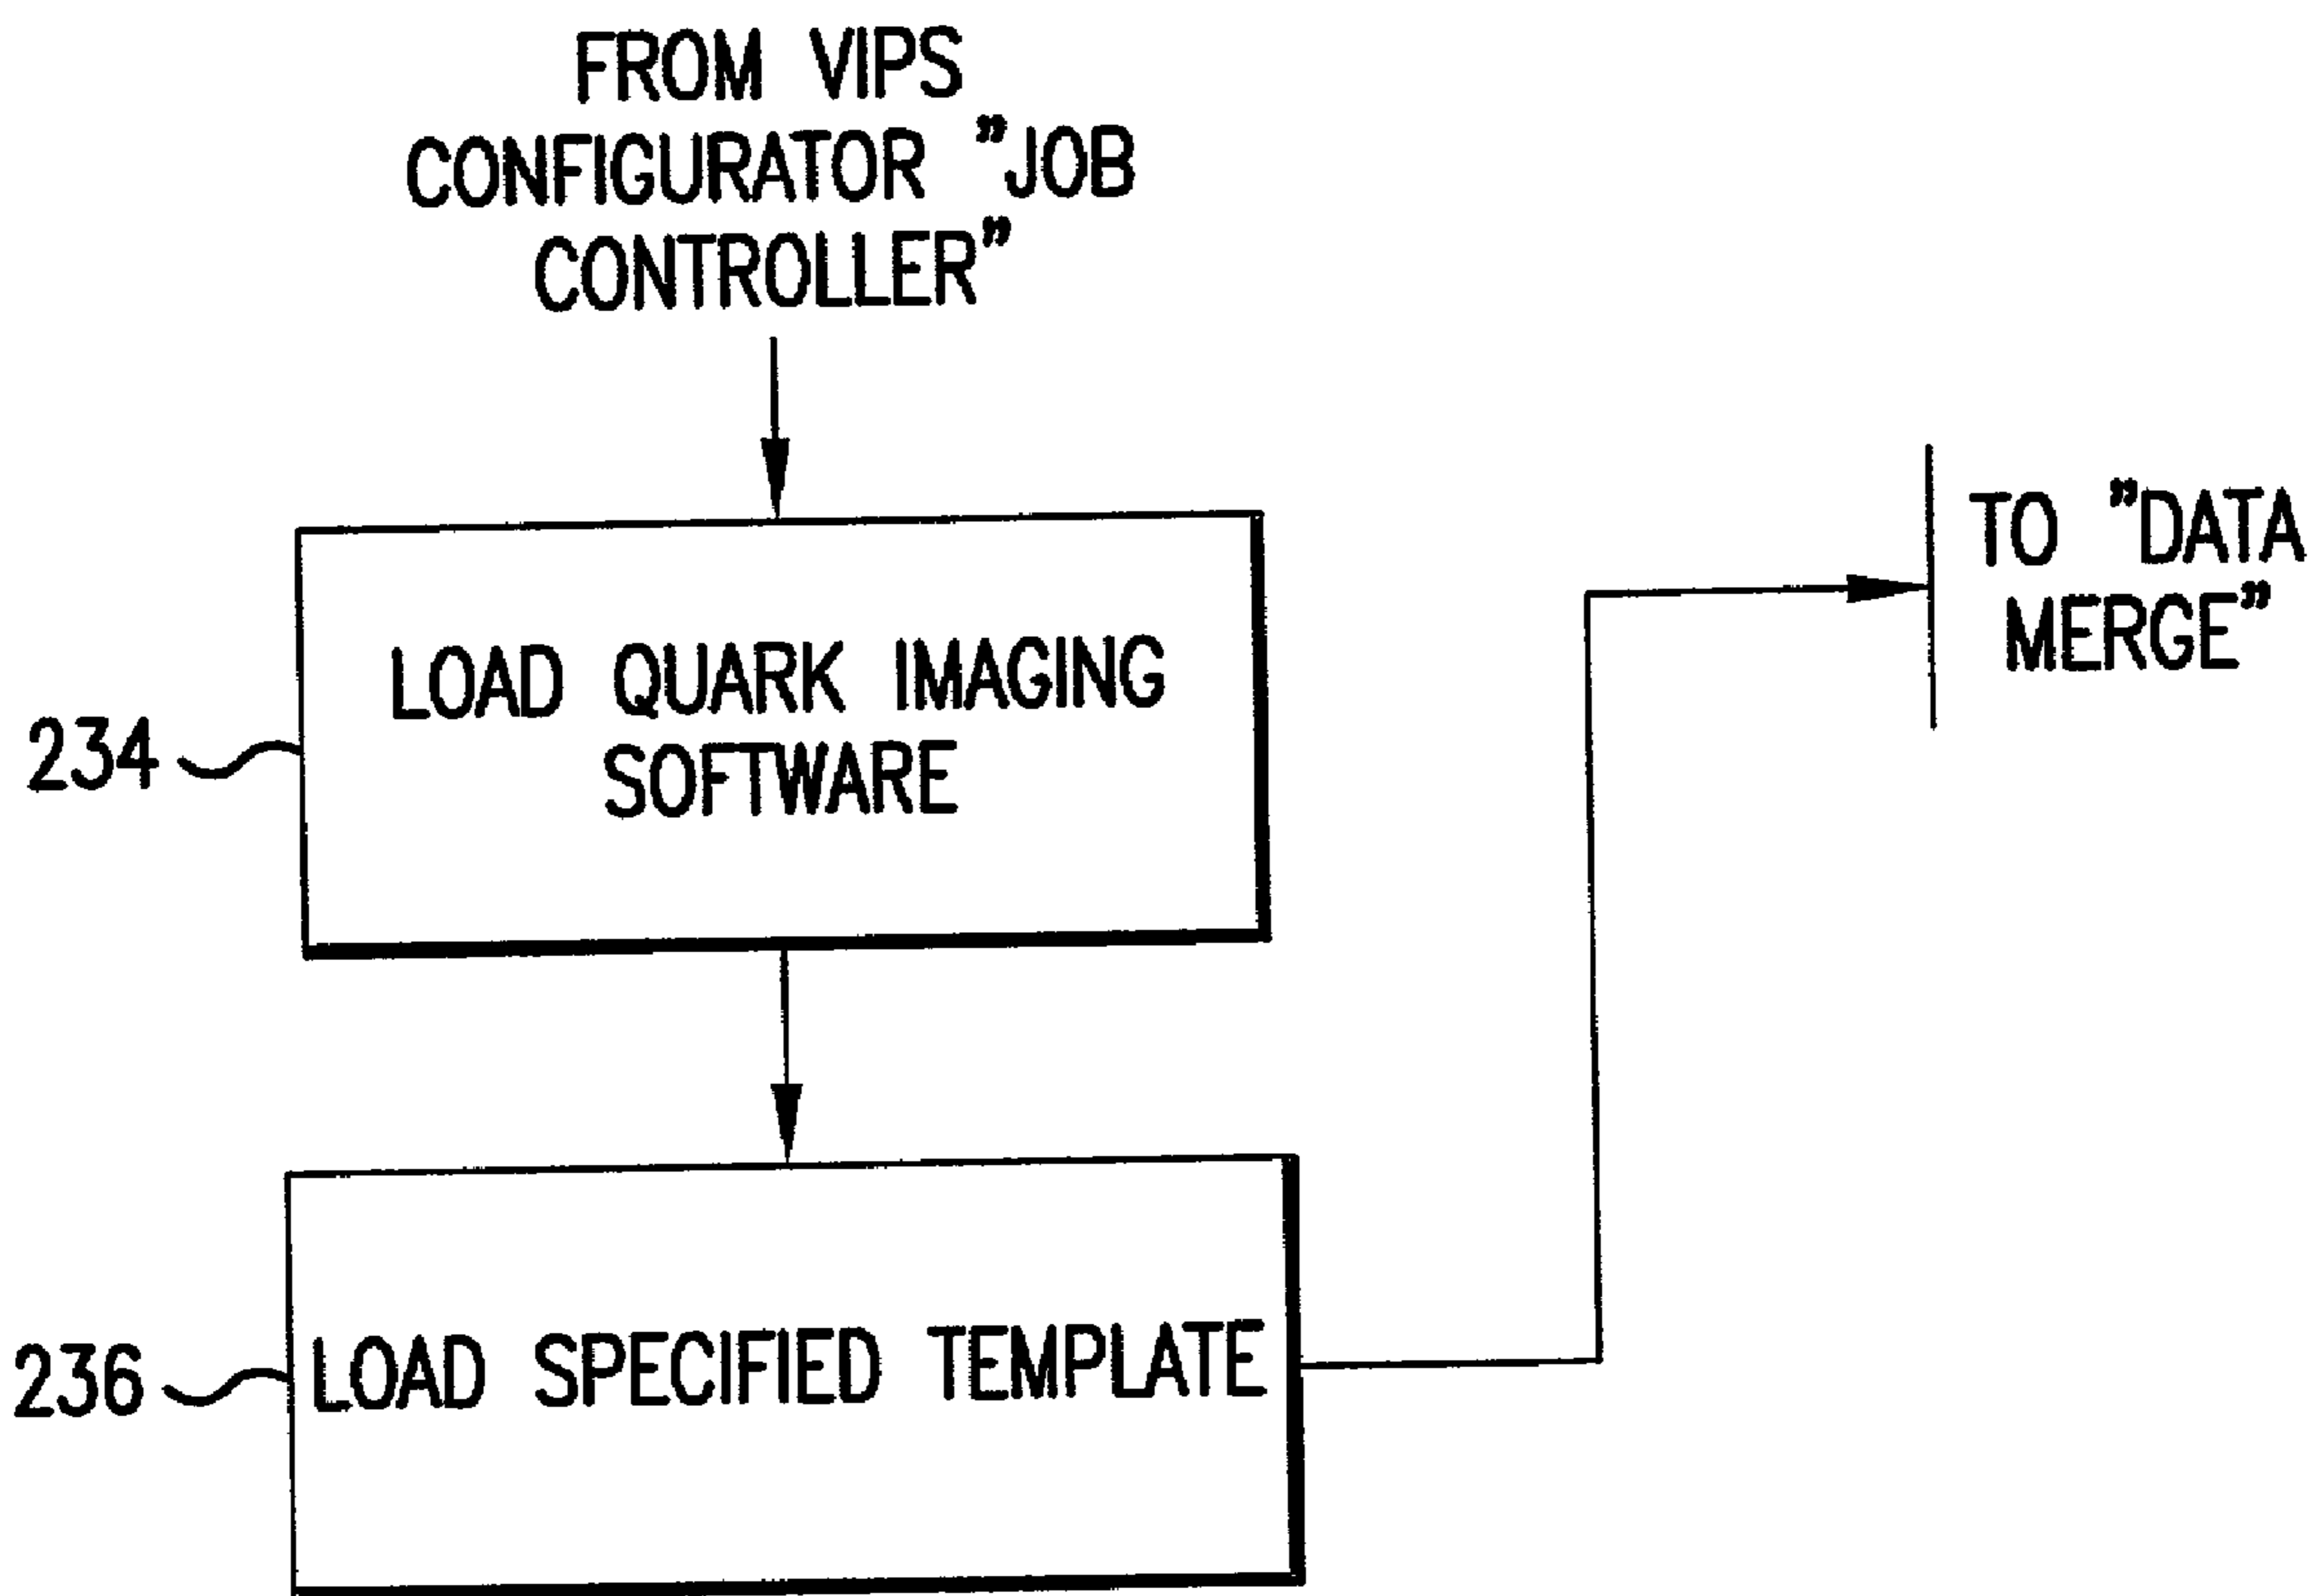 FROM VIPS
CONFIGURATOR "JOB
CONTROLLER"
LOAD QUARK IMAGING
SOFTWARE
234
TO "DATA
MERGE"
LOAD SPECIFIED TEMPLATE
236